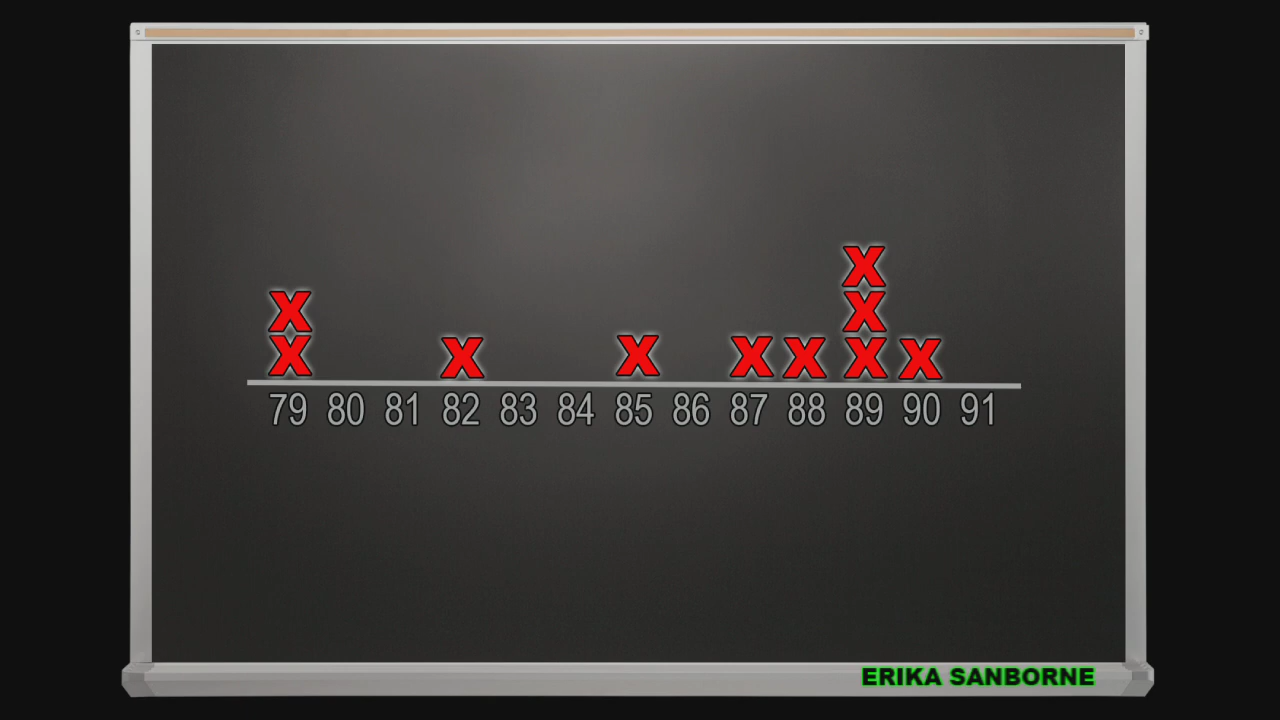 X
X X
X X X X X X X
79 80 81 82 83 84 85 86 87 88 89 90 91
ERIKA SANBORNE